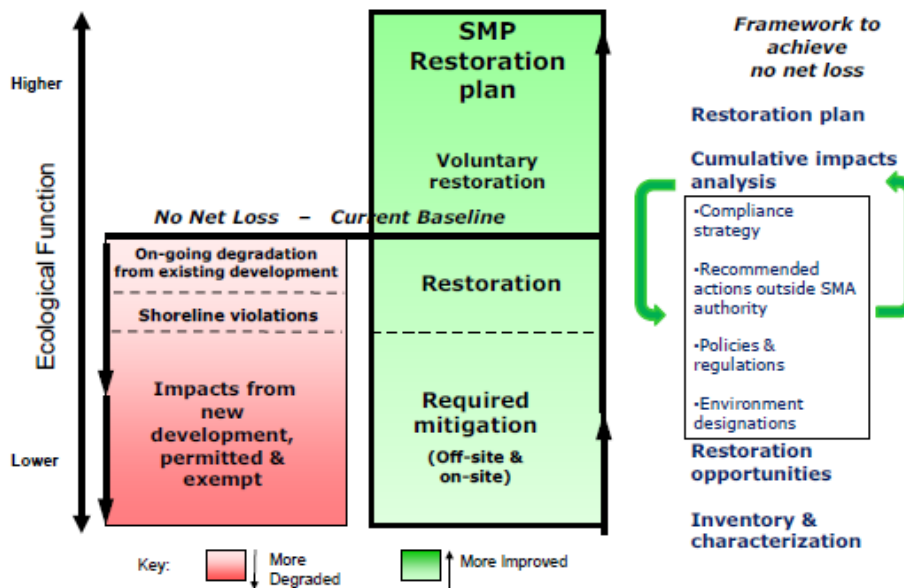 Higher
Ecological Function
Lower
SMP
Restoration
plan
Voluntary
restoration
No Net Loss – Current Baseline
On-going degradation
from existing development
Shoreline violations
Impacts from
new
development,
permitted &
exempt
Restoration
Required
mitigation
(Off-site &
on-site)
Framework to
achieve
no net loss
Restoration plan
Cumulative impacts
analysis
•Compliance
strategy
•Recommended
actions outside SMA
authority
•Policies &
regulations
•Environment
designations
Restoration
opportunities
Inventory &
characterization
Key:
More
Degraded
More Improved